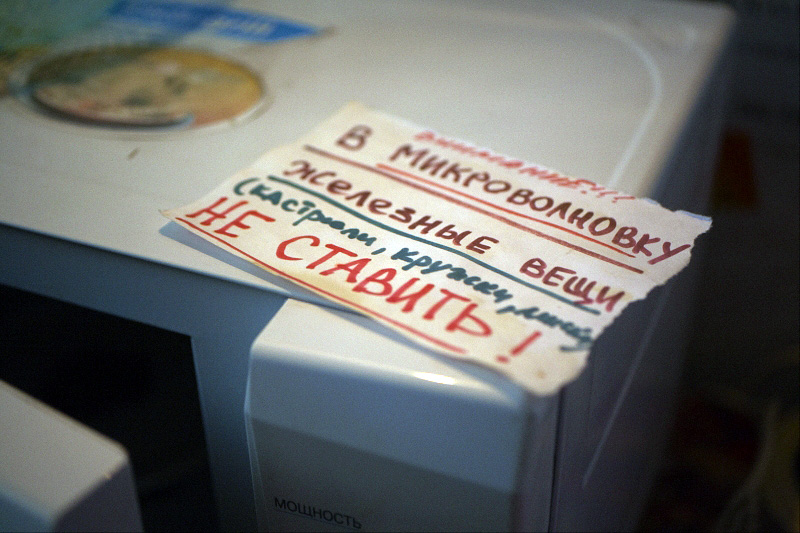 ВНИМАНИЕ!!!
В МИКРОВОЛНОВКУ
ЖЕЛЕЗНЫЕ ВЕЩИ
(кастрюли, кружки,
НЕ СТАВИТЬ!
МОЩНОСТЬ